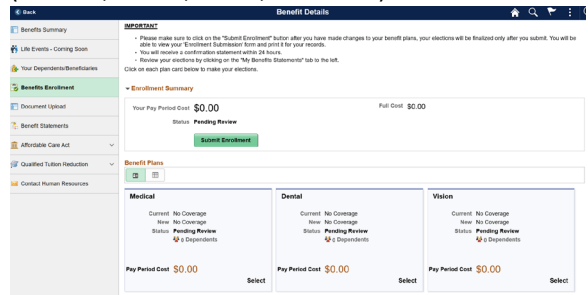 Back
Benefit Details
Benefits Summary
Life Events - Coming Soon
Your Dependents/Beneficiaries
Benefits Enrollment
Document Upload
Benefit Statements
Affordable Care Act
Qualified Tuition Reduction
Contact Human Resources
IMPORTANT
Please make sure to click on the "Submit Enrollment" button after you have made changes to your benefit plans, your elections will be finalized only after you submit. You will be
able to view your "Enrollment Submission" form and print it for your records.
You will receive a confirmation statement within 24 hours.
Review your elections by clicking on the "My Benefits Statements" tab to the left.
Click on each plan card below to make your elections.
Enrollment Summary
Your Pay Period Cost $0.00
Full Cost $0.00
Status Pending Review
Submit Enrollment
Benefit Plans
Medical
Current No Coverage
New No Coverage
Status Pending Review
0 Dependents
Pay Period Cost $0.00
Select
Dental
Current No Coverage
New No Coverage
Status Pending Review
0 Dependents
Pay Period Cost $0.00
Select
Vision
Current No Coverage
New No Coverage
Status Pending Review
0 Dependents
Pay Period Cost $0.00
Select